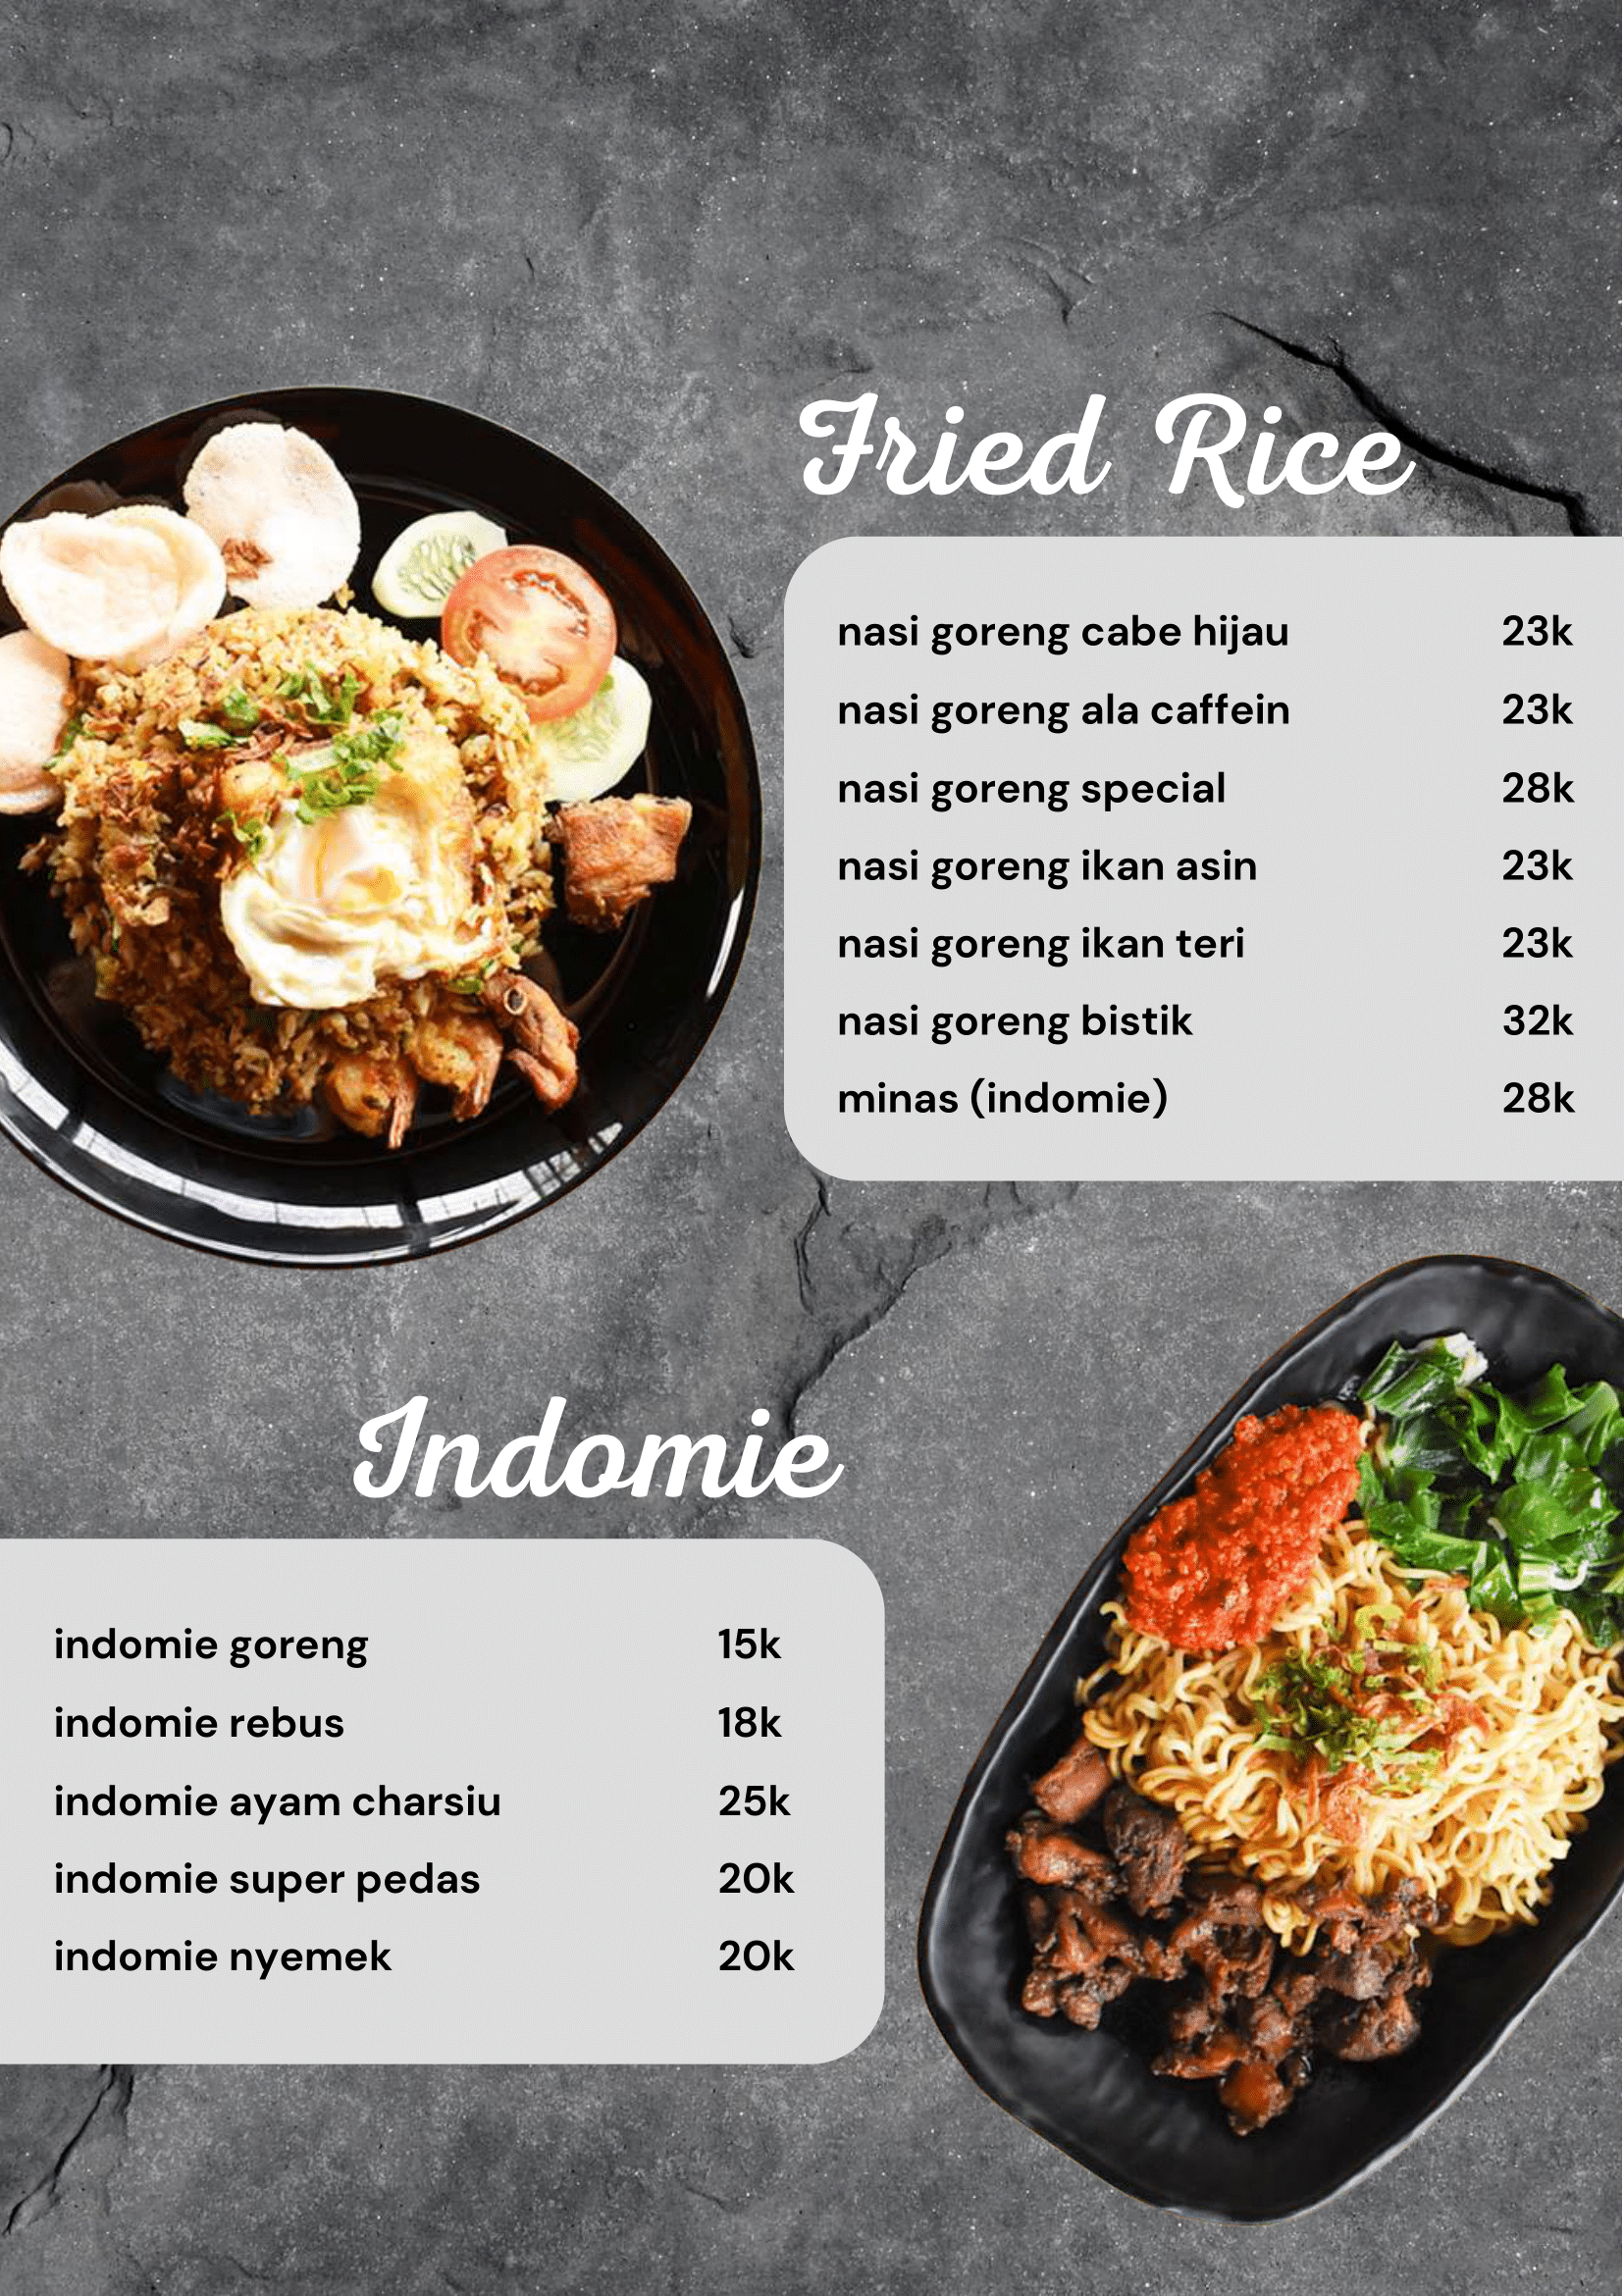 Fried Rice
nasi goreng cabe hijau 23k
nasi goreng ala caffein 23k
nasi goreng special 28k
nasi goreng ikan asin 23k
nasi goreng ikan teri 23k
nasi goreng bistik 32k
minas (indomie) 28k
Indomie
indomie goreng 15k
indomie rebus 18k
indomie ayam charsiu 25k
indomie super pedas 20k
indomie nyemek 20k